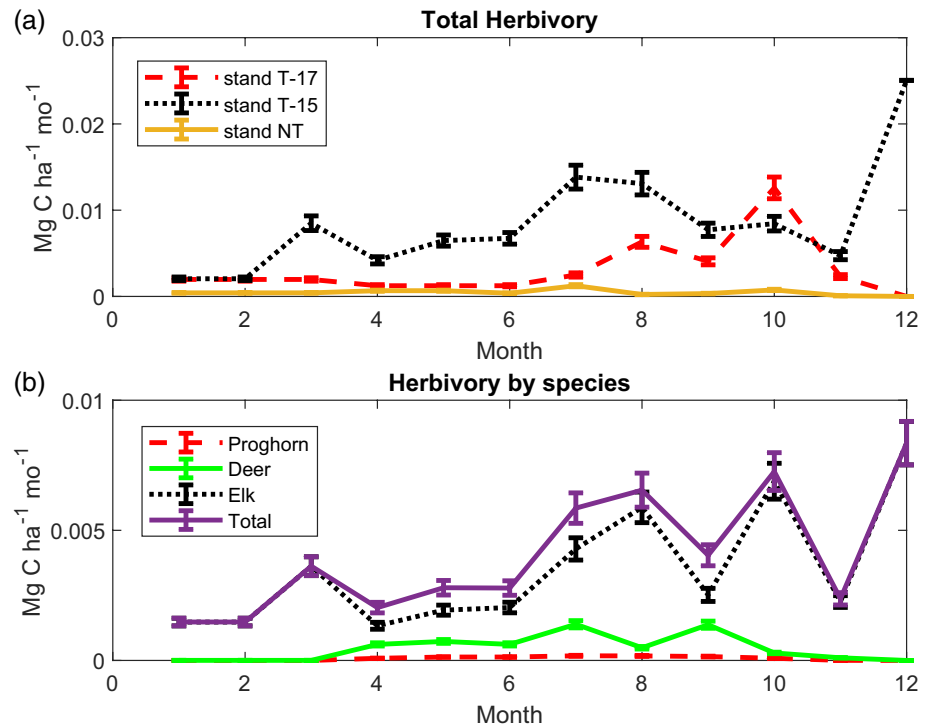 (a)
Total Herbivory
0.03
0.02
0.01
0
Mg C ha⁻¹ mo⁻¹
stand T-17
stand T-15
stand NT
0 2 4 6 8 10 12
Month
(b)
Herbivory by species
0.01
0.005
0
Mg C ha⁻¹ mo⁻¹
Proghorn
Deer
Elk
Total
0 2 4 6 8 10 12
Month